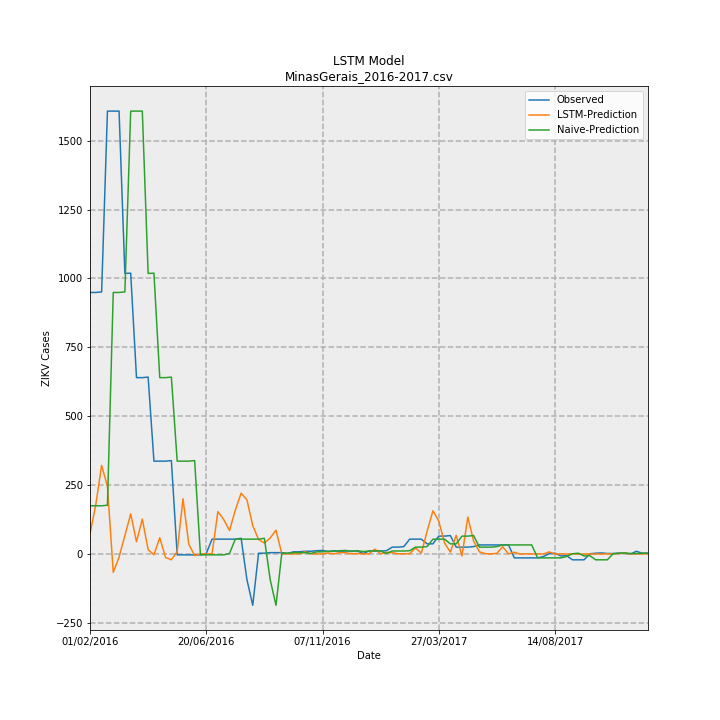 LSTM Model
MinasGerais_2016-2017.csv
Observed
LSTM-Prediction
Naive-Prediction
ZIKV Cases
1500
1250
1000
750
500
250
0
−250
01/02/2016
20/06/2016
07/11/2016
27/03/2017
14/08/2017
Date